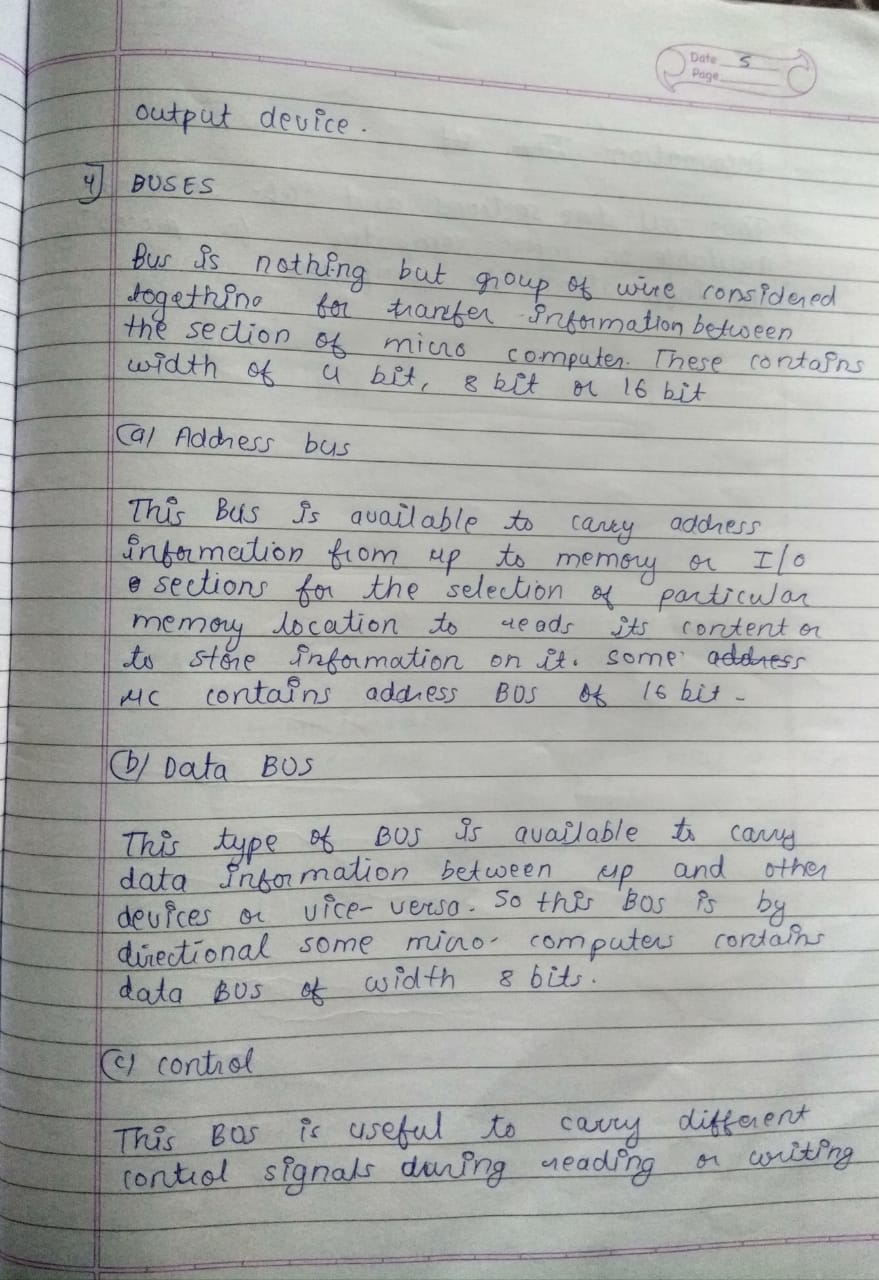 Date 5
Page
output device.
4] BUSES
Bus is nothing but group of wire considered
togethino for tranfer information between
the section of micro computer. These contains
width of 4 bit, 8 bit or 16 bit
(a) Address bus
This Bus is available to carry address
information from up to memory or I/o
sections for the selection of particular
memory location to reads its content or
to store information on it. some address
MC contains address BUS of 16 bit -
(b) Data BUS
This type of BUS is available to carry
data information between up and other
devices or vice-versa. So this BUS is by
directional some micro- computers contains
data BUS of width 8 bits.
(c) control
This BUS is useful to carry different
control signals during reading or writing